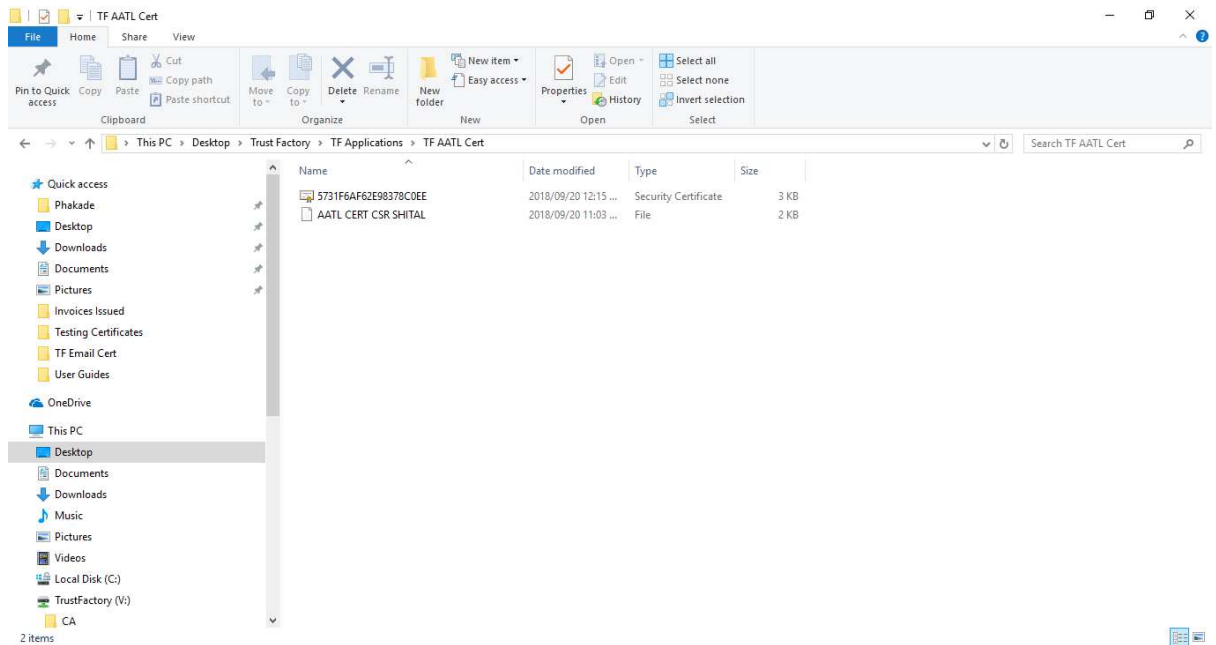 TF AATL Cert
File Home Share View
Pin to Quick access
Copy
Paste
Cut
Copy path
Paste shortcut
Clipboard
Move to
Copy to
Delete
Rename
Organize
New folder
New item
Easy access
New
Properties
Open
Edit
History
Open
Select all
Select none
Invert selection
Select
This PC > Desktop > Trust Factory > TF Applications > TF AATL Cert
Search TF AATL Cert
Name Date modified Type Size
5731F6AF62E98378C0EE 2018/09/20 12:15 ... Security Certificate 3 KB
AATL CERT CSR SHITAL 2018/09/20 11:03 ... File 2 KB
Quick access
Phakade
Desktop
Downloads
Documents
Pictures
Invoices Issued
Testing Certificates
TF Email Cert
User Guides
OneDrive
This PC
Desktop
Documents
Downloads
Music
Pictures
Videos
Local Disk (C:)
TrustFactory (V:)
CA
2 items